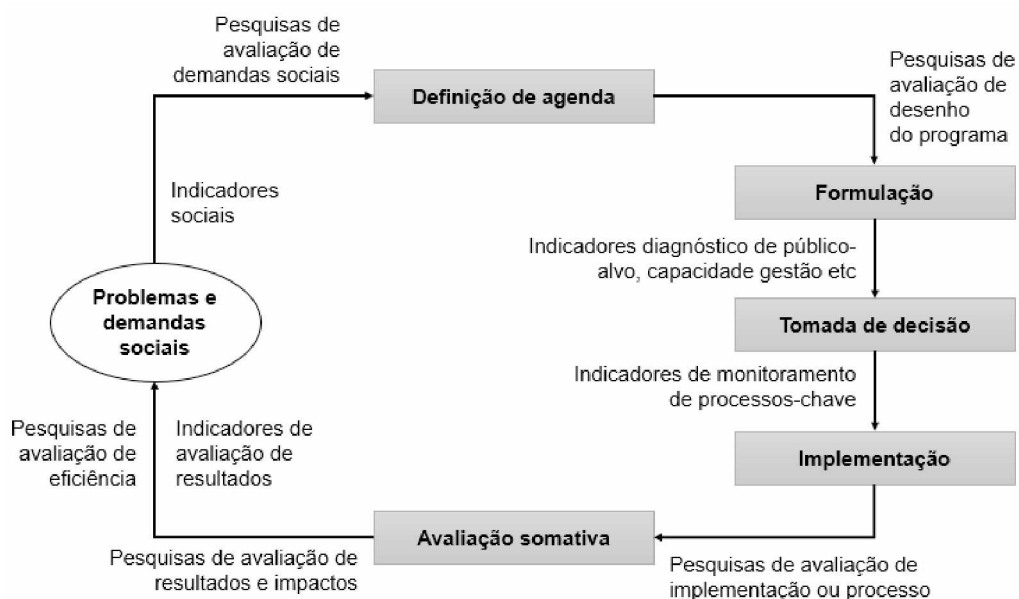 Pesquisas de
avaliação de
demandas sociais
Definição de agenda
Pesquisas de
avaliação de
desenho
do programa
Indicadores
sociais
Formulação
Indicadores diagnóstico de público-
alvo, capacidade gestão etc
Problemas e
demandas
sociais
Tomada de decisão
Indicadores de monitoramento
de processos-chave
Implementação
Pesquisas de
avaliação de
eficiência
Indicadores de
avaliação de
resultados
Avaliação somativa
Pesquisas de avaliação de
resultados e impactos
Pesquisas de avaliação de
implementação ou processo